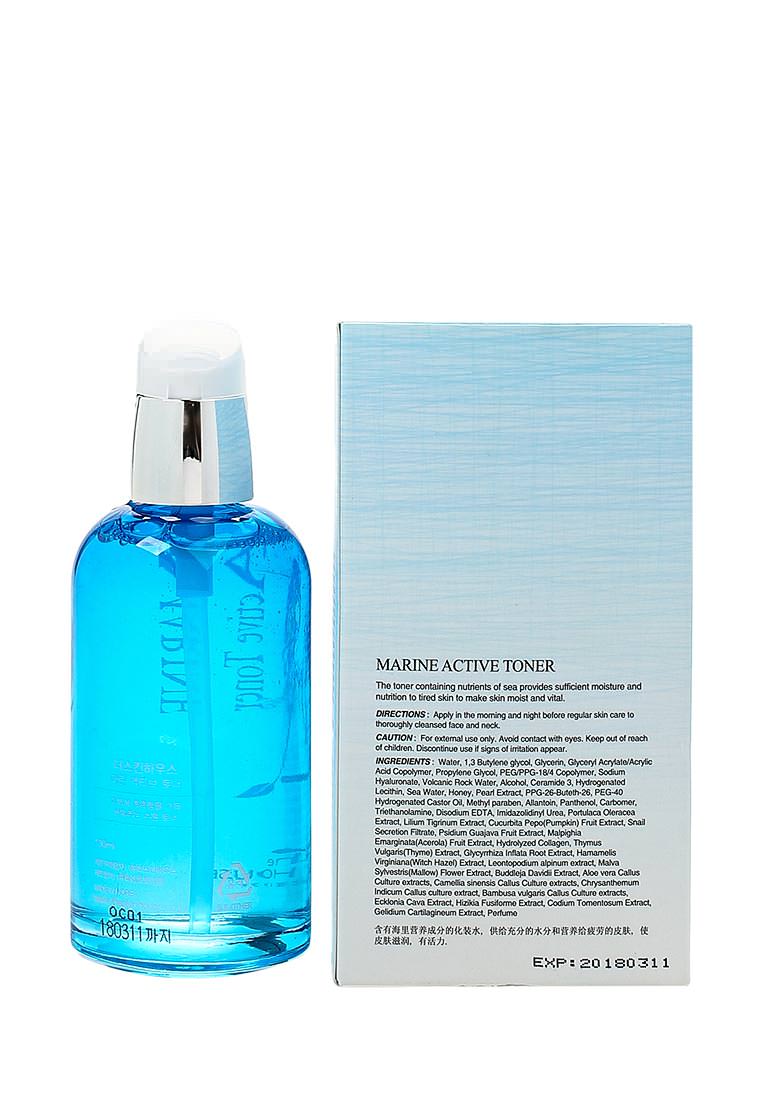 ARINE
Active Toner
더스킨하우스
OC01
180311까지
MARINE ACTIVE TONER
The toner containing nutrients of sea provides sufficient moisture and
nutrition to tired skin to make skin moist and vital.
DIRECTIONS : Apply in the morning and night before regular skin care to
thoroughly cleansed face and neck.
CAUTION : For external use only. Avoid contact with eyes. Keep out of reach
of children. Discontinue use if signs of irritation appear.
INGREDIENTS : Water, 1,3 Butylene glycol, Glycerin, Glyceryl Arylate/Acrylic
Acid Copolymer, Propylene Glycol, PEG/PPG-18/4 Copolymer, Sodium
Hyaluronate, Volcanic Rock Water, Alcohol, Ceramide 3, Hydrogenated
Lecithin, Sea Water, Honey, Pearl Extract, PPG-26-Buteth-26, PEG-40
Hydrogenated Castor Oil, Methyl paraben, Allantoin, Panthenol, Carbomer,
Triethanolamine, Disodium EDTA, Imidazolidinyl Urea, Portulaca Oleracea
Extract, Lilium Tigrinum Extract, Cucurbita Pepo(Pumpkin) Fruit Extract, Snail
Secretion Filtrate, Psidium Guajava Fruit Extract, Malpighia
Emarginata(Acerola) Fruit Extract, Hydrolyzed Collagen, Thymus
Vulgaris(Thyme) Extract, Glycyrrhiza Inflata Root Extract, Hamamelis
Virginiana(Witch Hazel) Extract, Leontopodium alpinum extract, Malva
Sylvestris(Mallow) Flower Extract, Buddleja Davidii Extract, Aloe vera Callus
Culture extracts, Camellia sinensis Callus Culture extracts, Chrysanthemum
Indicum Callus culture extract, Bambusa vulgaris Callus Culture extracts,
Ecklonia Cava Extract, Hizikia Fusiforme Extract, Codium Tomentosum Extract,
Gelidium Cartilagineum Extract, Perfume
含有海里营养成分的化装水，供给充分的水分和营养给疲劳的皮肤，使
皮肤滋润，有活力.
EXP:20180311